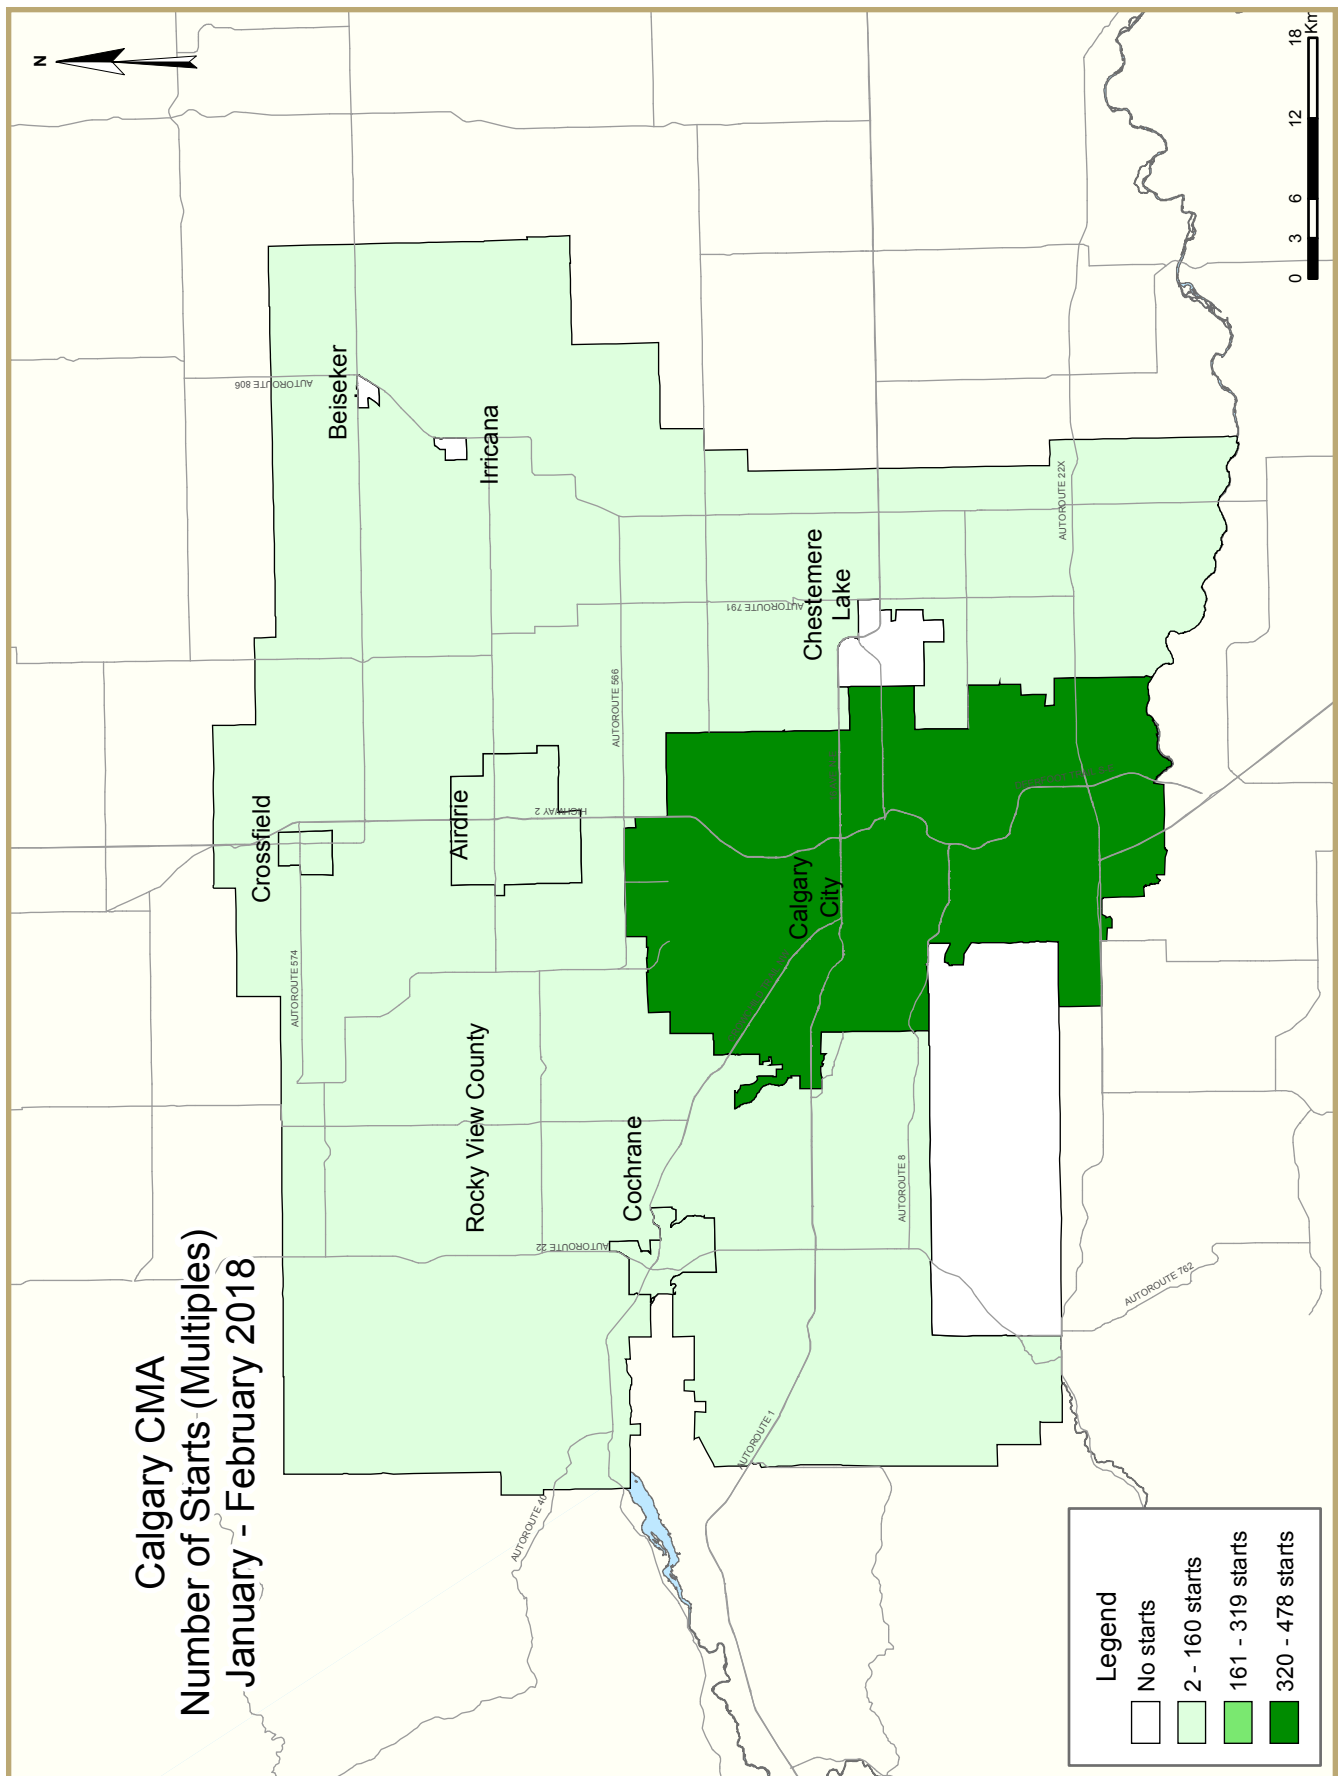 Calgary CMA
Number of Starts (Multiples)
January - February 2018
N
Crossfield
Beiseker
Irricana
Airdrie
Rocky View County
Cochrane
Chestemere
Lake
Calgary
City
AUTOROUTE 806
AUTOROUTE 574
AUTOROUTE 566
HIGHWAY 2
AUTOROUTE 791
AUTOROUTE 22X
AUTOROUTE 22
AUTOROUTE 8
AUTOROUTE 1
AUTOROUTE 40
AUTOROUTE 762
Legend
No starts
2 - 160 starts
161 - 319 starts
320 - 478 starts
0 3 6 12 18
Km